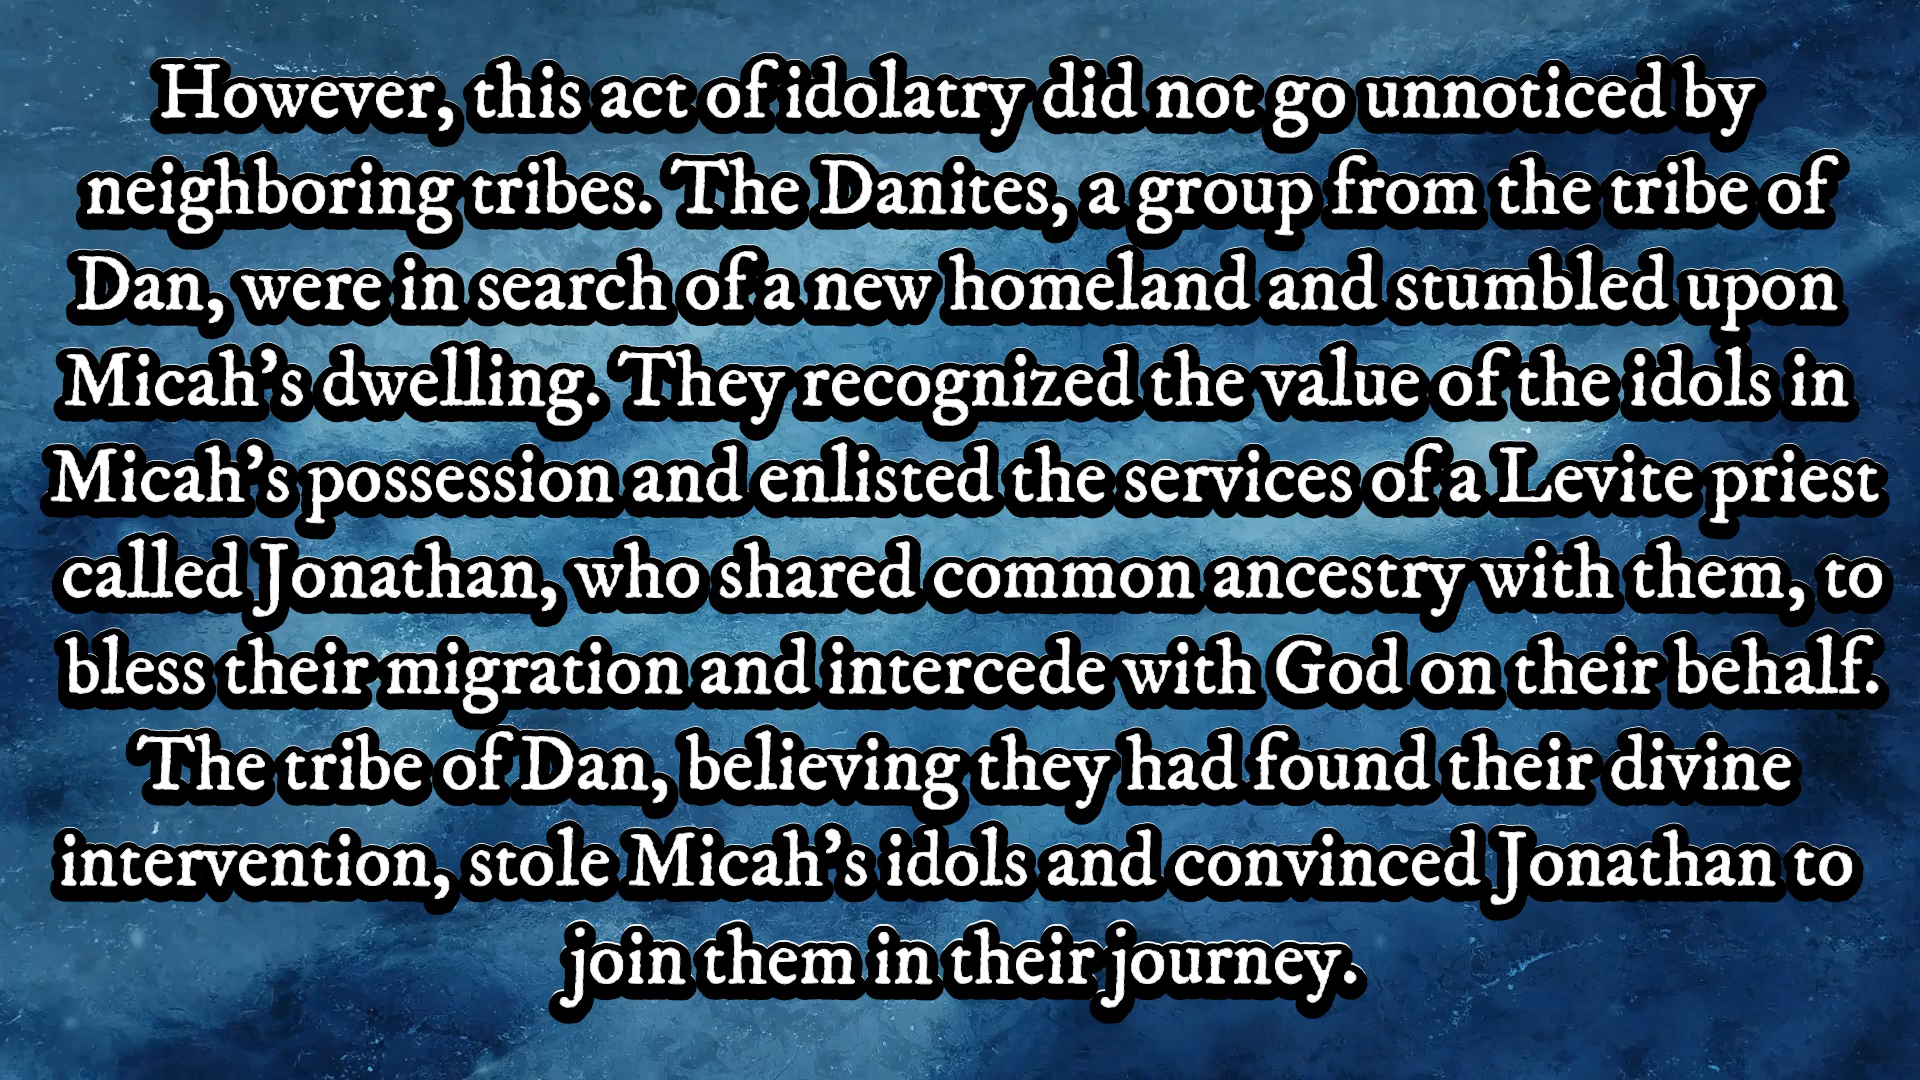 However, this act of idolatry did not go unnoticed by
neighboring tribes. The Danites, a group from the tribe of
Dan, were in search of a new homeland and stumbled upon
Micah’s dwelling. They recognized the value of the idols in
Micah’s possession and enlisted the services of a Levite priest
called Jonathan, who shared common ancestry with them, to
bless their migration and intercede with God on their behalf.
The tribe of Dan, believing they had found their divine
intervention, stole Micah’s idols and convinced Jonathan to
join them in their journey.